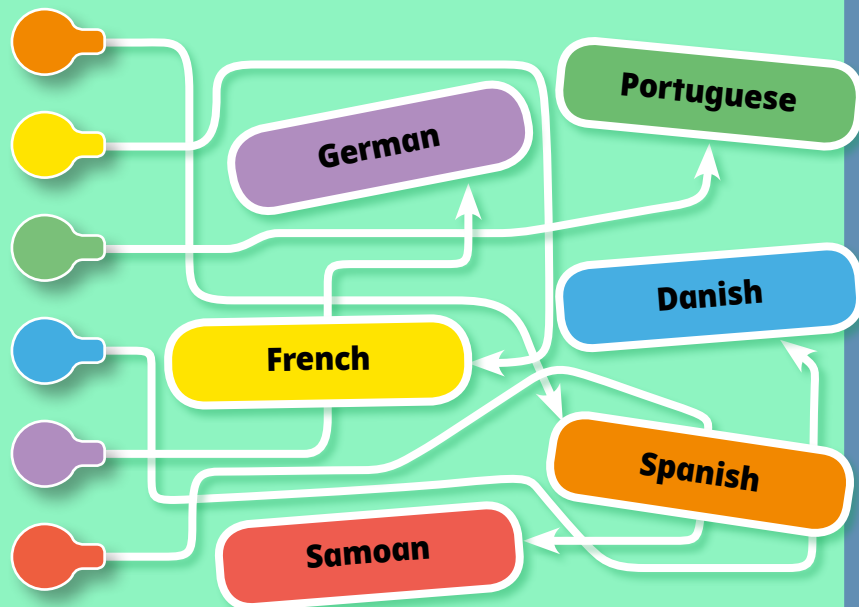 Portuguese
German
Danish
French
Spanish
Samoan